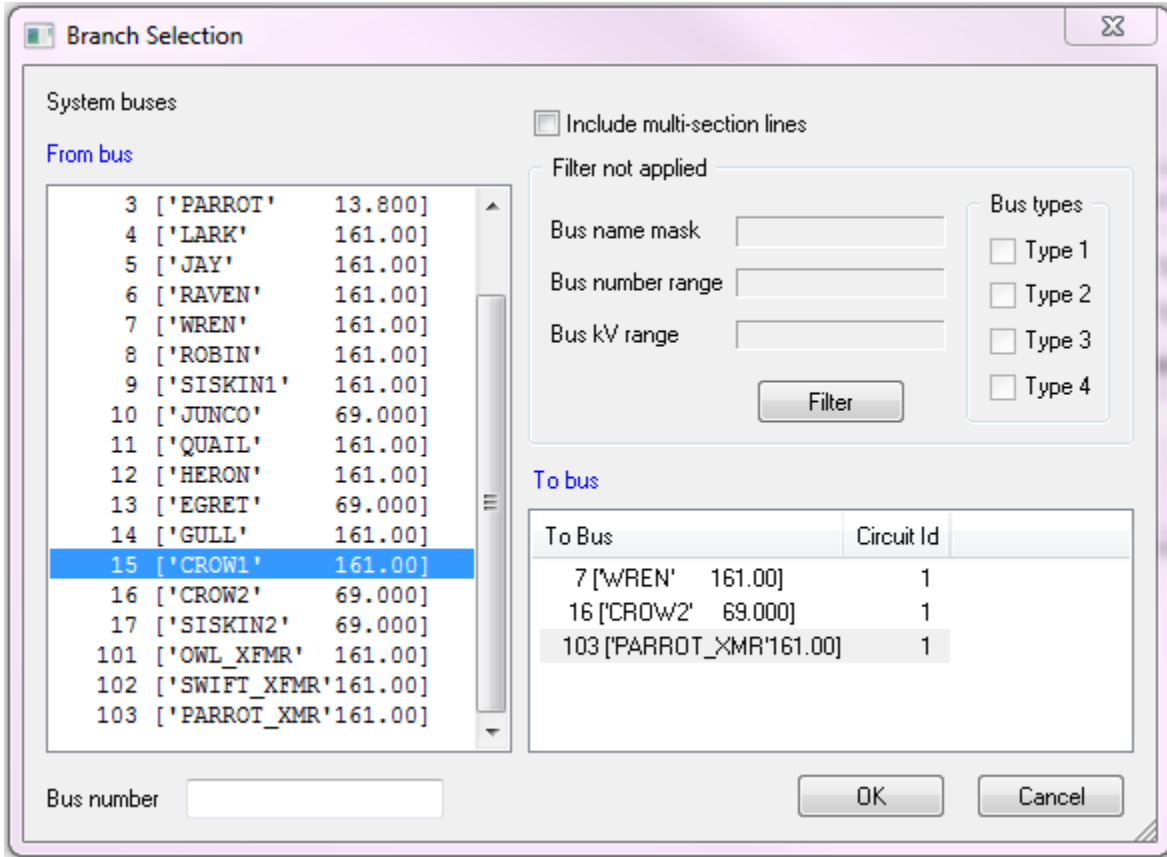 Branch Selection
System buses
From bus
3 ['PARROT' 13.800]
4 ['LARK' 161.00]
5 ['JAY' 161.00]
6 ['RAVEN' 161.00]
7 ['WREN' 161.00]
8 ['ROBIN' 161.00]
9 ['SISKIN1' 161.00]
10 ['JUNCO' 69.000]
11 ['QUAIL' 161.00]
12 ['HERON' 161.00]
13 ['EGRET' 69.000]
14 ['GULL' 161.00]
15 ['CROW1' 161.00]
16 ['CROW2' 69.000]
17 ['SISKIN2' 69.000]
101 ['OWL_XFMR' 161.00]
102 ['SWIFT_XFMR'161.00]
103 ['PARROT_XMR'161.00]
Bus number
Include multi-section lines
Filter not applied
Bus name mask
Bus number range
Bus kV range
Filter
Bus types
Type 1
Type 2
Type 3
Type 4
To bus
To Bus Circuit Id
7 ['WREN' 161.00] 1
16 ['CROW2' 69.000] 1
103 ['PARROT_XMR'161.00] 1
OK
Cancel